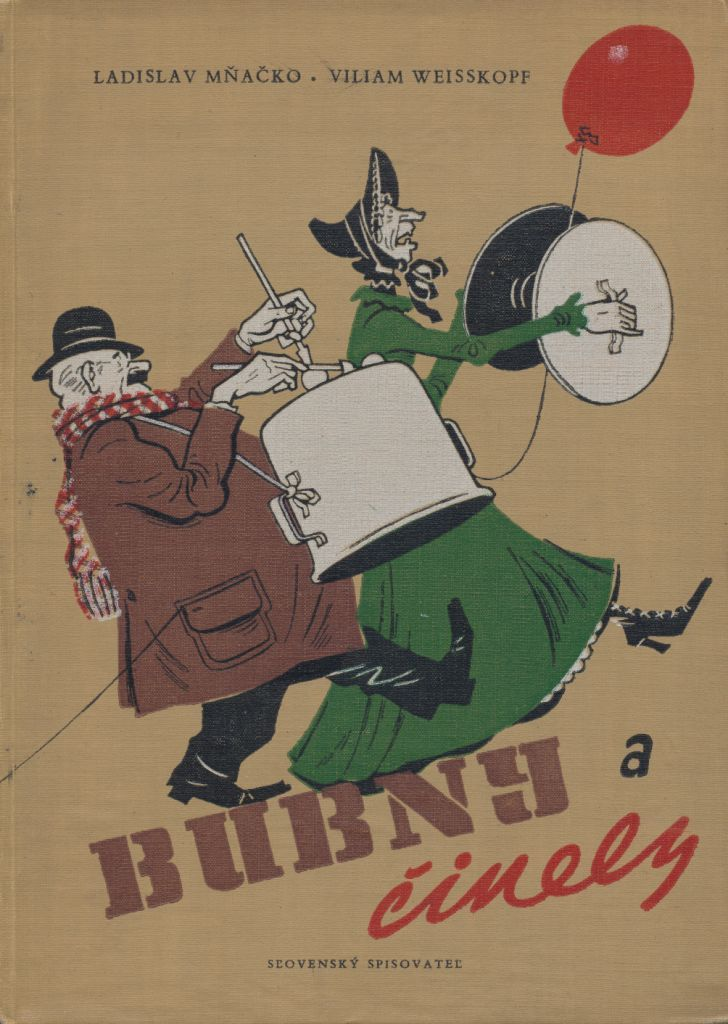 LADISLAV MŇAČKO • VILIAM WEISSKOPF
BUBNY a
činely
SLOVENSKÝ SPISOVATEĽ